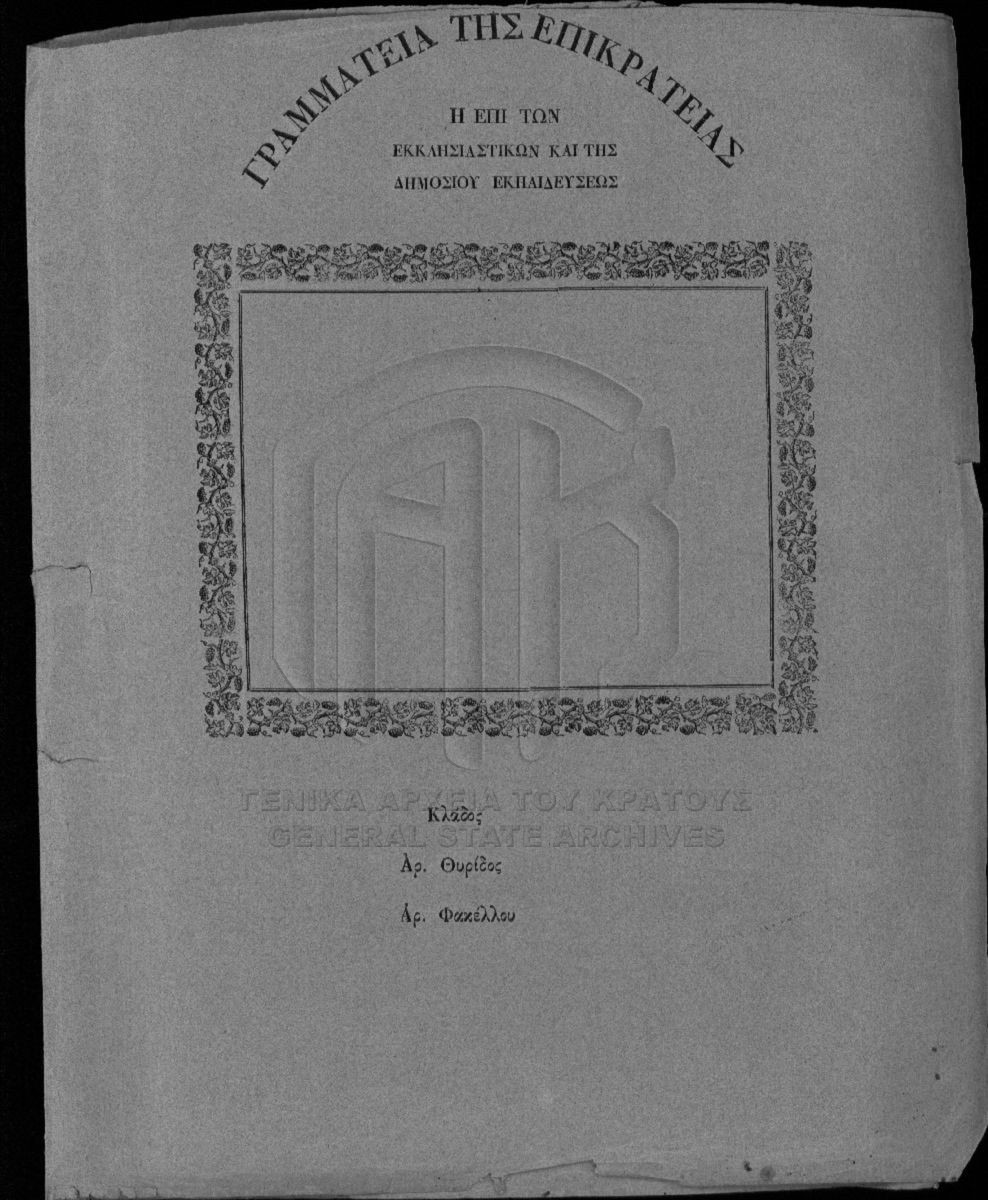 ΓΡΑΜΜΑΤΕΙΑ ΤΗΣ ΕΠΙΚΡΑΤΕΙΑΣ
Η ΕΠΙ ΤΩΝ
ΕΚΚΛΗΣΙΑΣΤΙΚΩΝ ΚΑΙ ΤΗΣ
ΔΗΜΟΣΙΟΥ ΕΚΠΑΙΔΕΥΣΕΩΣ
ΓΕΝΙΚΑ ΑΡΧΕΙΑ ΤΟΥ ΚΡΑΤΟΥΣ
Κλάδος
GENERAL STATE ARCHIVES
Ἀρ. Θυρίδος
Ἀρ. Φακέλλου